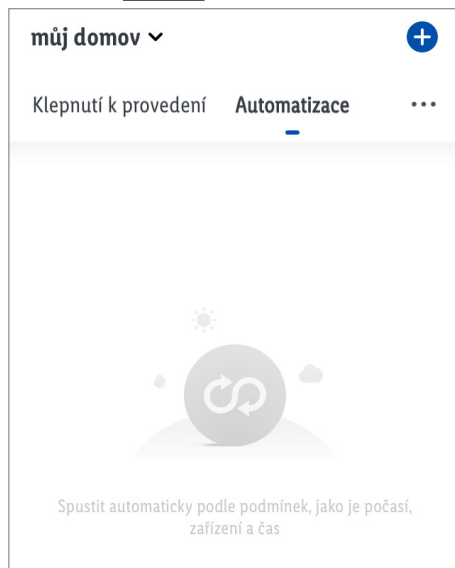 můj domov
Klepnutí k provedení Automatizace
Spustit automaticky podle podmínek, jako je počasí,
zařízení a čas